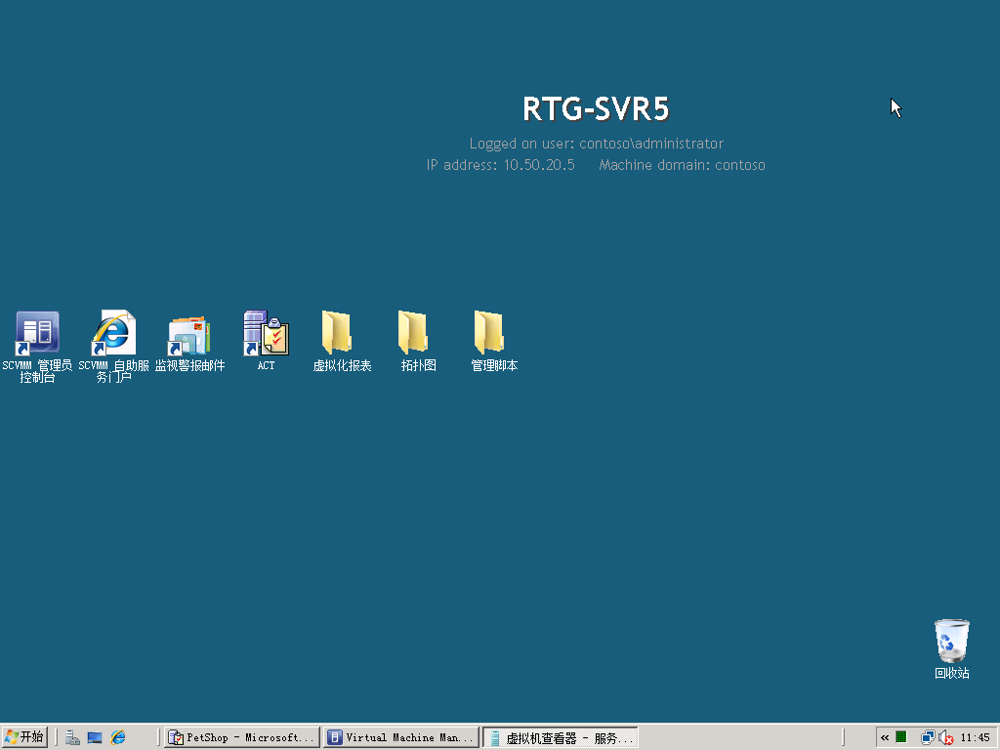 RTG-SVR5
Logged on user: contoso\administrator
IP address: 10.50.20.5 Machine domain: contoso
SCVMM 管理员
控制台
SCVMM 自助服
务门户
监视警报邮件
ACT
虚拟化报表
拓扑图
管理脚本
回收站
开始
PetShop - Microsoft...
Virtual Machine Man...
虚拟机查看器 - 服务...
«
11:45